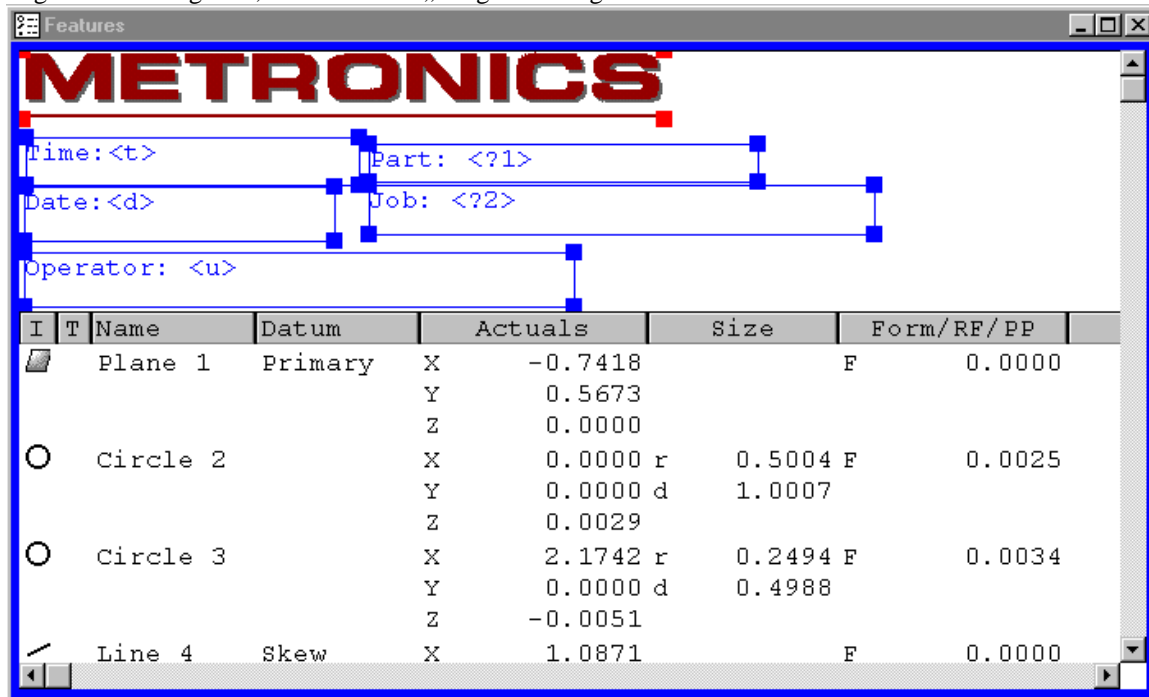 Features
METRONICS
Time:<t> Part: <?1>
Date:<d> Job: <?2>
Operator: <u>
I T Name Datum Actuals Size Form/RF/PP
Plane 1 Primary X -0.7418 F 0.0000
Y 0.5673
Z 0.0000
Circle 2 X 0.0000 r 0.5004 F 0.0025
Y 0.0000 d 1.0007
Z 0.0029
Circle 3 X 2.1742 r 0.2494 F 0.0034
Y 0.0000 d 0.4988
Z -0.0051
Line 4 Skew X 1.0871 F 0.0000